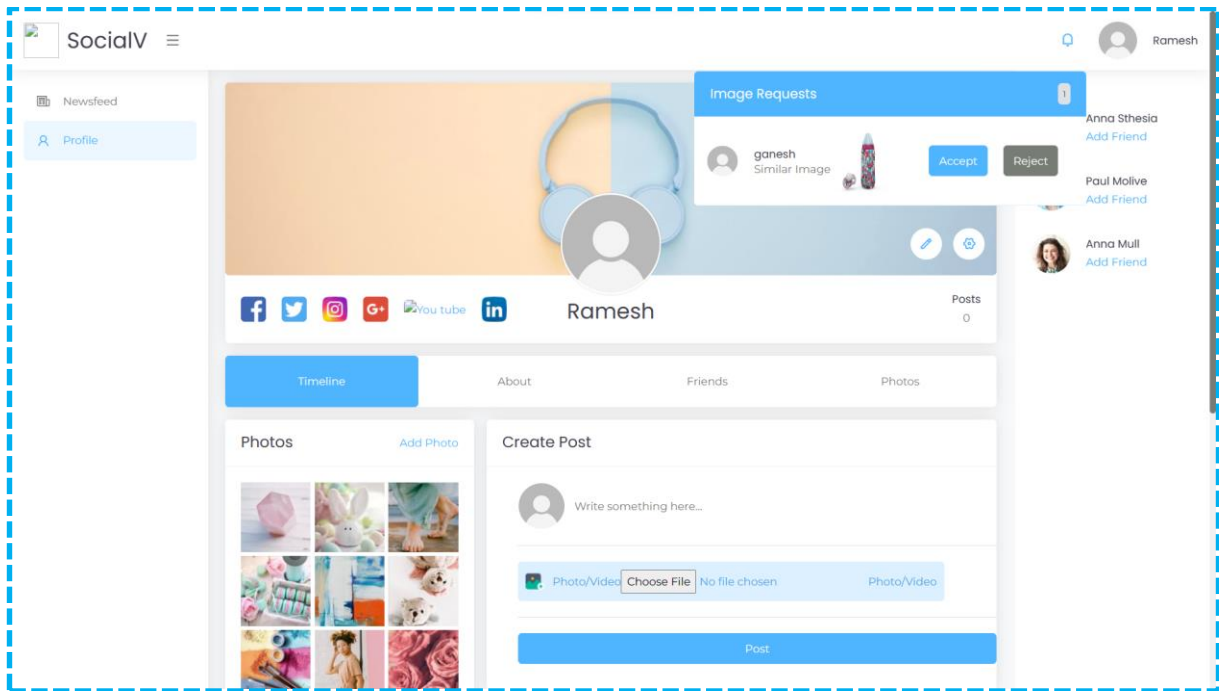 SocialV
Ramesh
Newsfeed
Profile
Image Requests 1
ganesh
Similar Image
Accept Reject
Anna Sthesia
Add Friend
Paul Molive
Add Friend
Anna Mull
Add Friend
You tube
Ramesh
Posts
0
Timeline About Friends Photos
Photos Add Photo
Create Post
Write something here...
Photo/Video Choose File No file chosen Photo/Video
Post